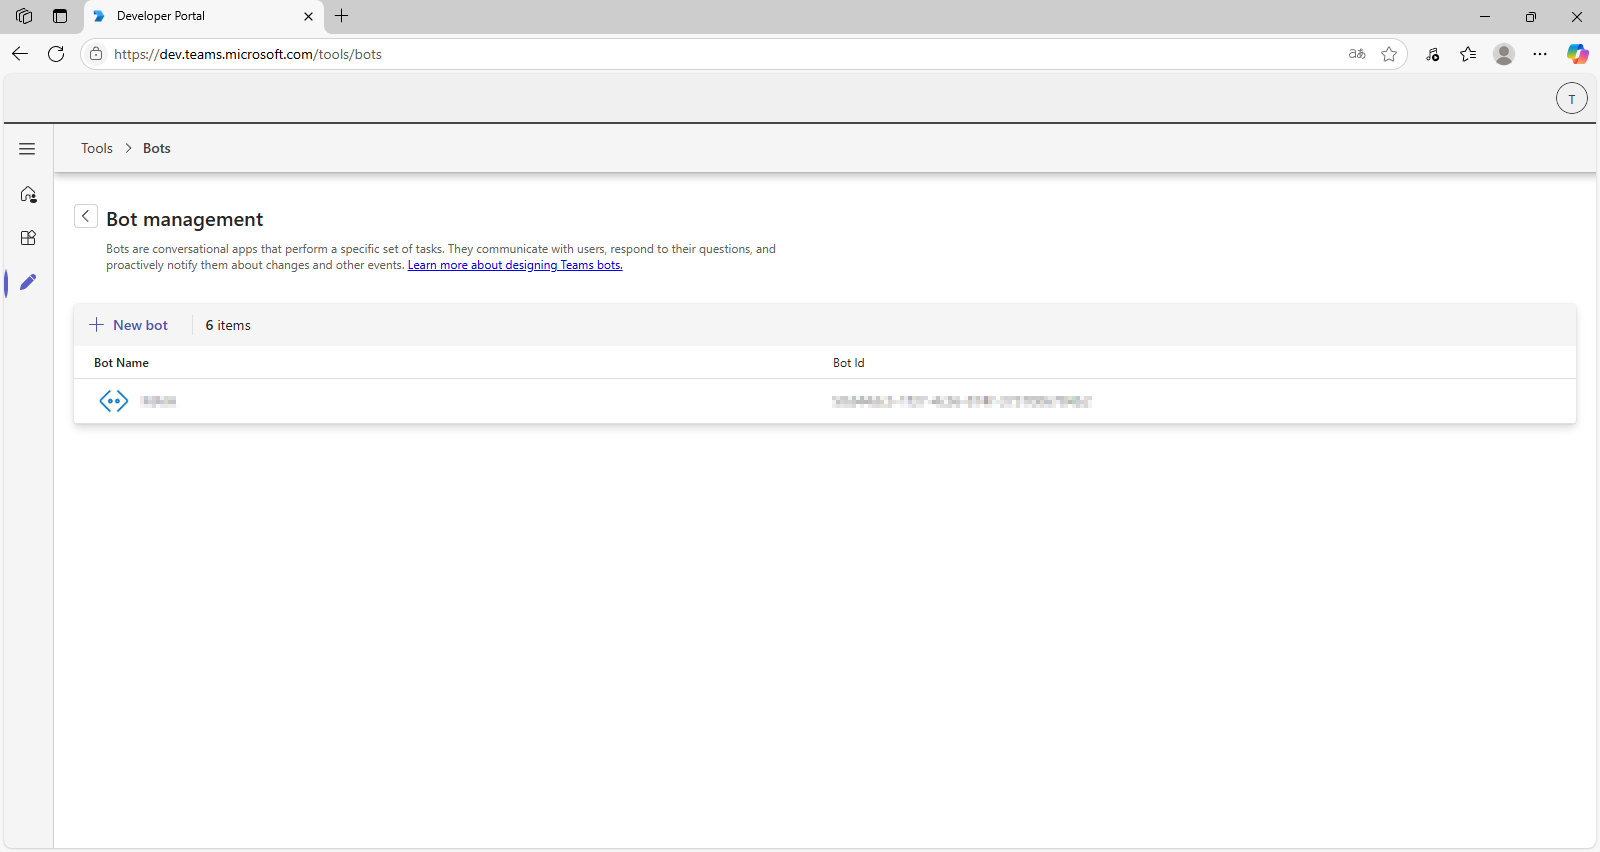 Developer Portal
https://dev.teams.microsoft.com/tools/bots
aあ
T
Tools > Bots
Bot management
Bots are conversational apps that perform a specific set of tasks. They communicate with users, respond to their questions, and
proactively notify them about changes and other events. Learn more about designing Teams bots.
New bot
6 items
Bot Name
Bot Id